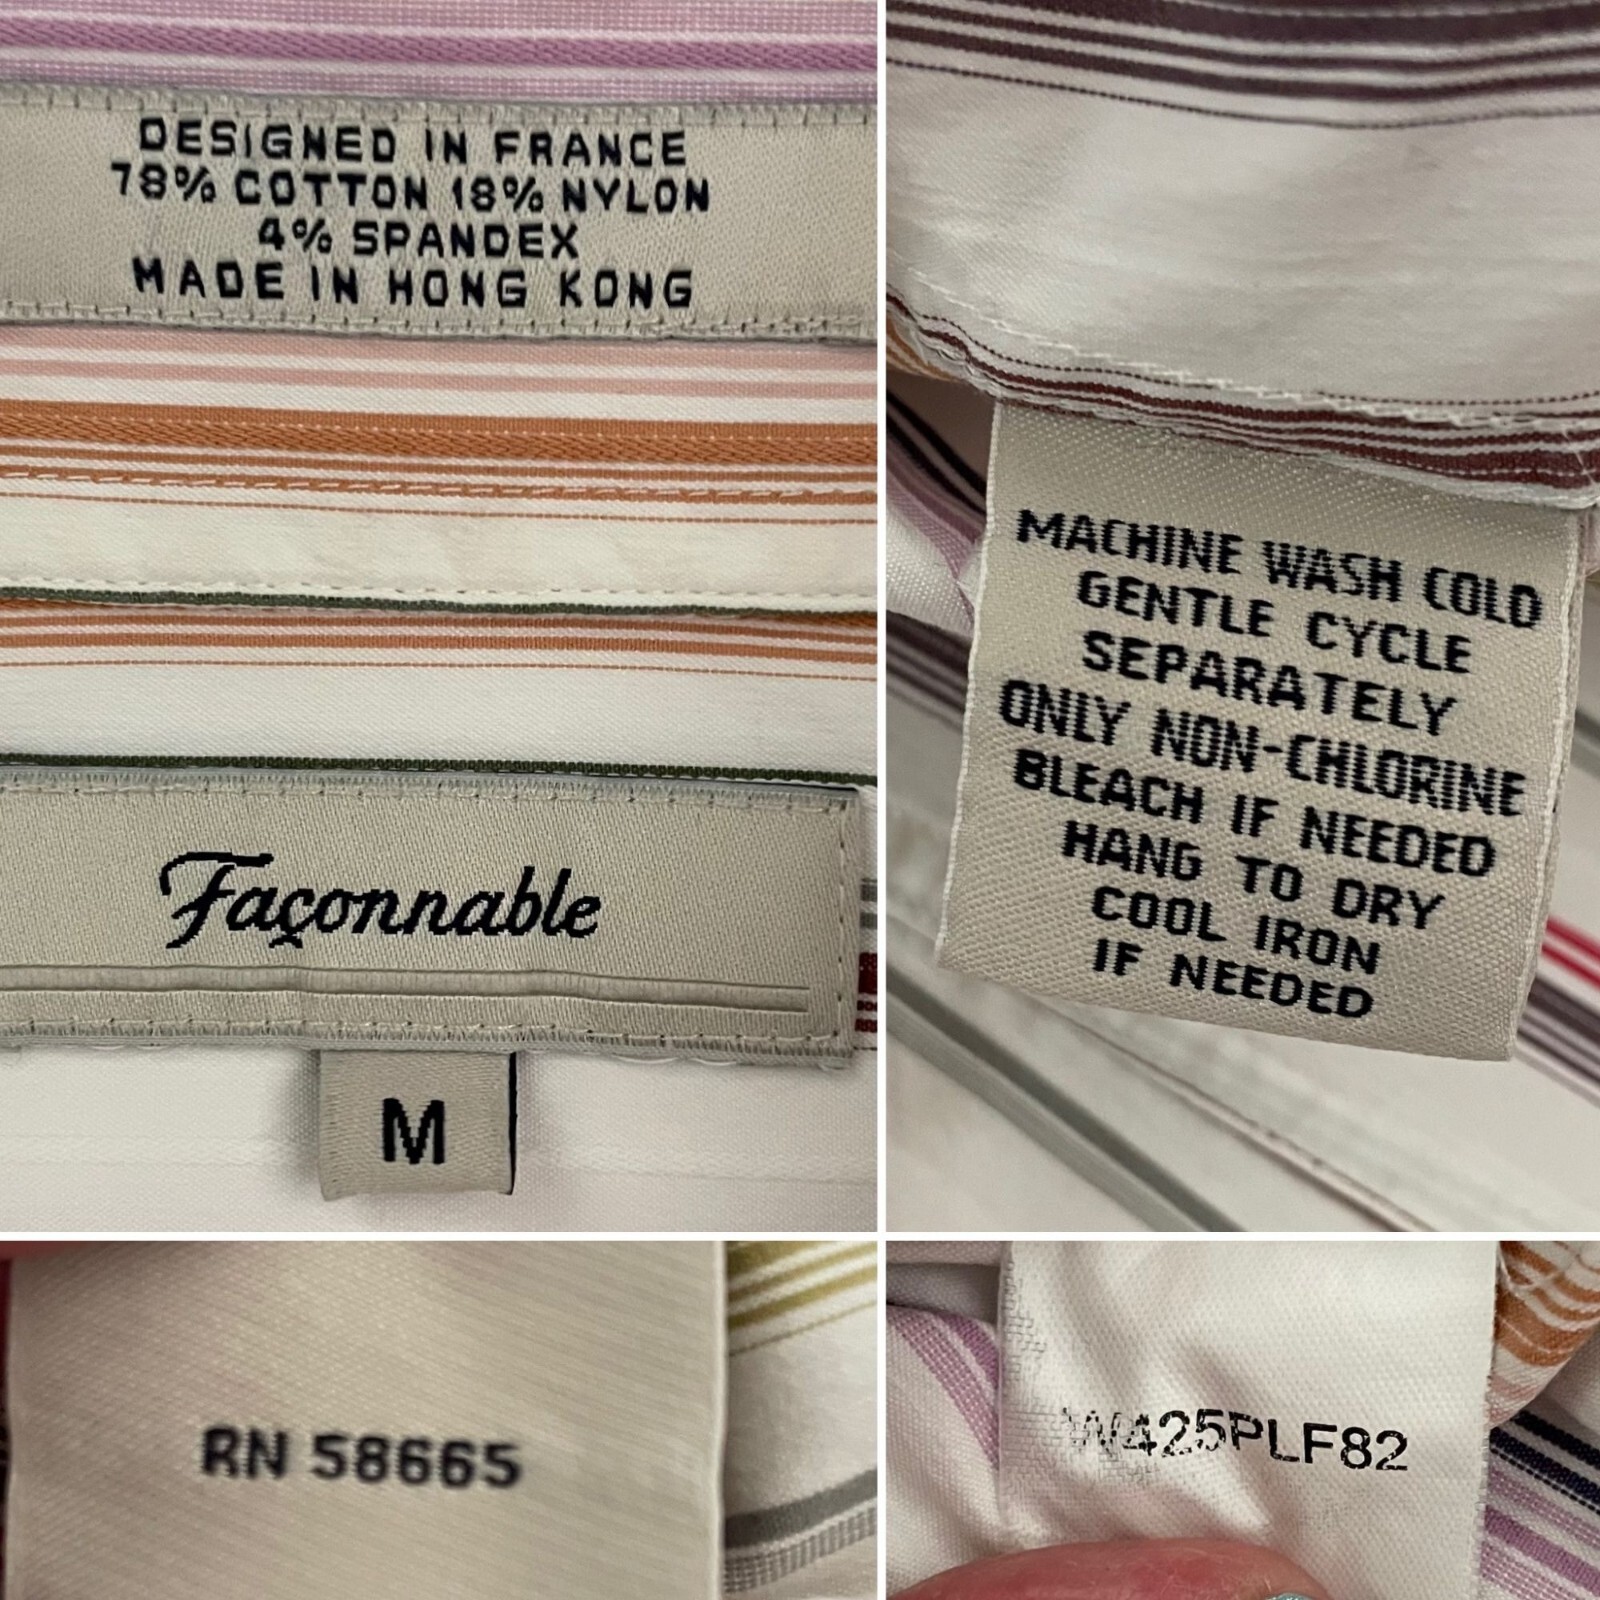 DESIGNED IN FRANCE
78% COTTON 18% NYLON
4% SPANDEX
MADE IN HONG KONG
Façonnable
M
MACHINE WASH COLD
GENTLE CYCLE
SEPARATELY
ONLY NON-CHLORINE
BLEACH IF NEEDED
HANG TO DRY
COOL IRON
IF NEEDED
RN 58665
W425PLF82